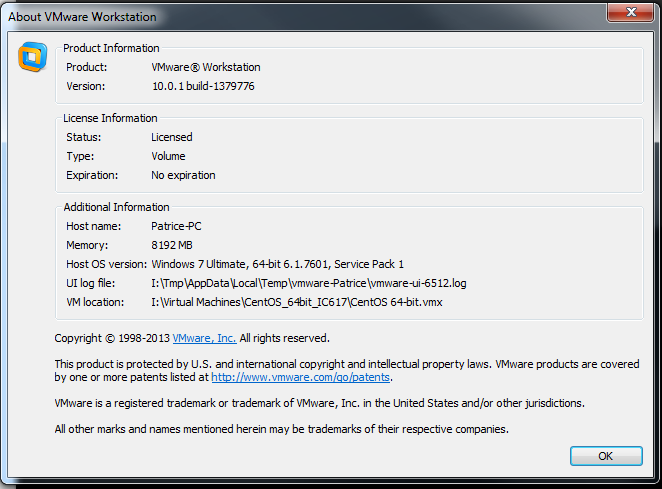 About VMware Workstation
Product Information
Product: VMware® Workstation
Version: 10.0.1 build-1379776
License Information
Status: Licensed
Type: Volume
Expiration: No expiration
Additional Information
Host name: Patrice-PC
Memory: 8192 MB
Host OS version: Windows 7 Ultimate, 64-bit 6.1.7601, Service Pack 1
UI log file: I:\Tmp\AppData\Local\Temp\vmware-Patrice\vmware-ui-6512.log
VM location: I:\Virtual Machines\CentOS_64bit_IC617\CentOS 64-bit.vmx
Copyright © 1998-2013 VMware, Inc. All rights reserved.
This product is protected by U.S. and international copyright and intellectual property laws. VMware products are covered
by one or more patents listed at http://www.vmware.com/go/patents.
VMware is a registered trademark or trademark of VMware, Inc. in the United States and/or other jurisdictions.
All other marks and names mentioned herein may be trademarks of their respective companies.
OK